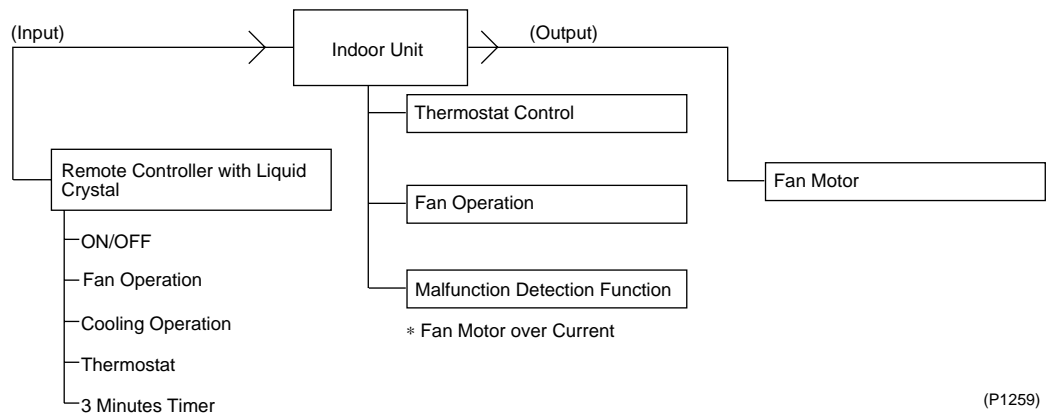 (Input)
Indoor Unit
(Output)
Thermostat Control
Remote Controller with Liquid
Crystal
Fan Motor
Fan Operation
ON/OFF
Fan Operation
Malfunction Detection Function
Cooling Operation
* Fan Motor over Current
Thermostat
3 Minutes Timer
(P1259)